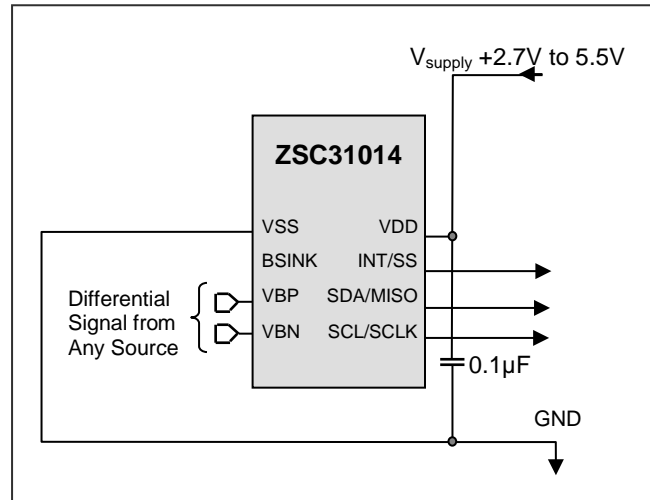 Vsupply +2.7V to 5.5V
ZSC31014
VSS VDD
BSINK INT/SS
VBP SDA/MISO
VBN SCL/SCLK
Differential
Signal from
Any Source
0.1µF
GND